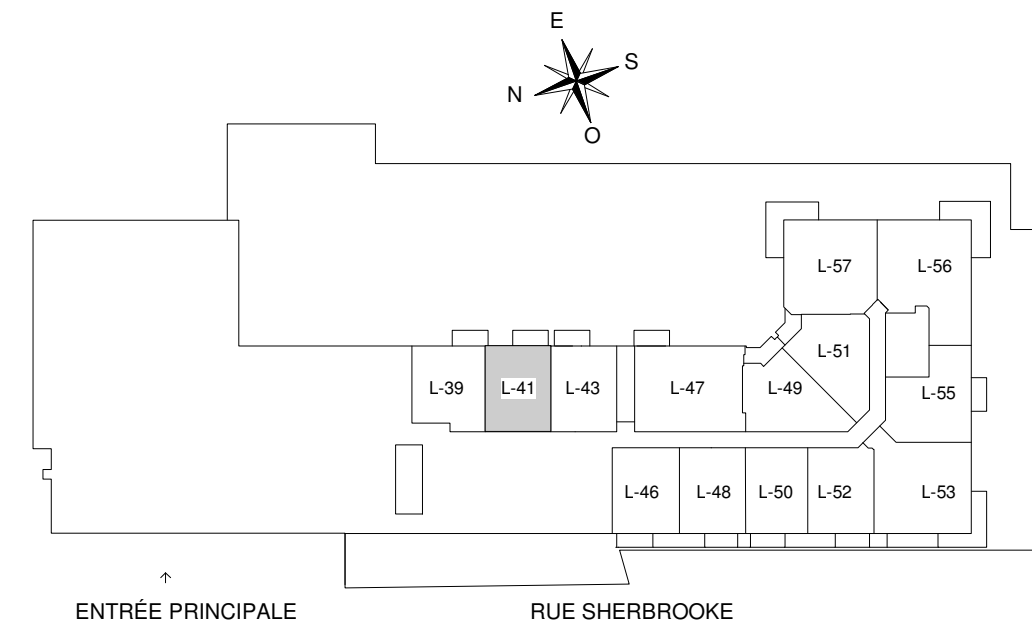 E
S
N
O
L-57
L-56
L-51
L-39
L-41
L-43
L-47
L-49
L-55
L-46
L-48
L-50
L-52
L-53
ENTRÉE PRINCIPALE
RUE SHERBROOKE